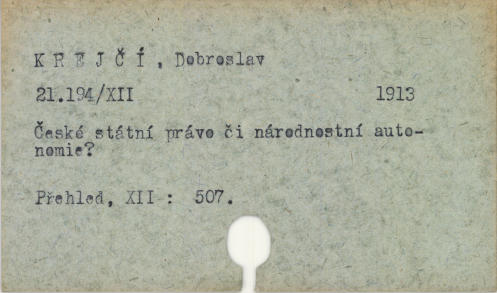 K R E J Č Í , Dobroslav
21.194/XII 1913
České státní právo či národnostní auto-
nomie?
Přehled, XII : 507.